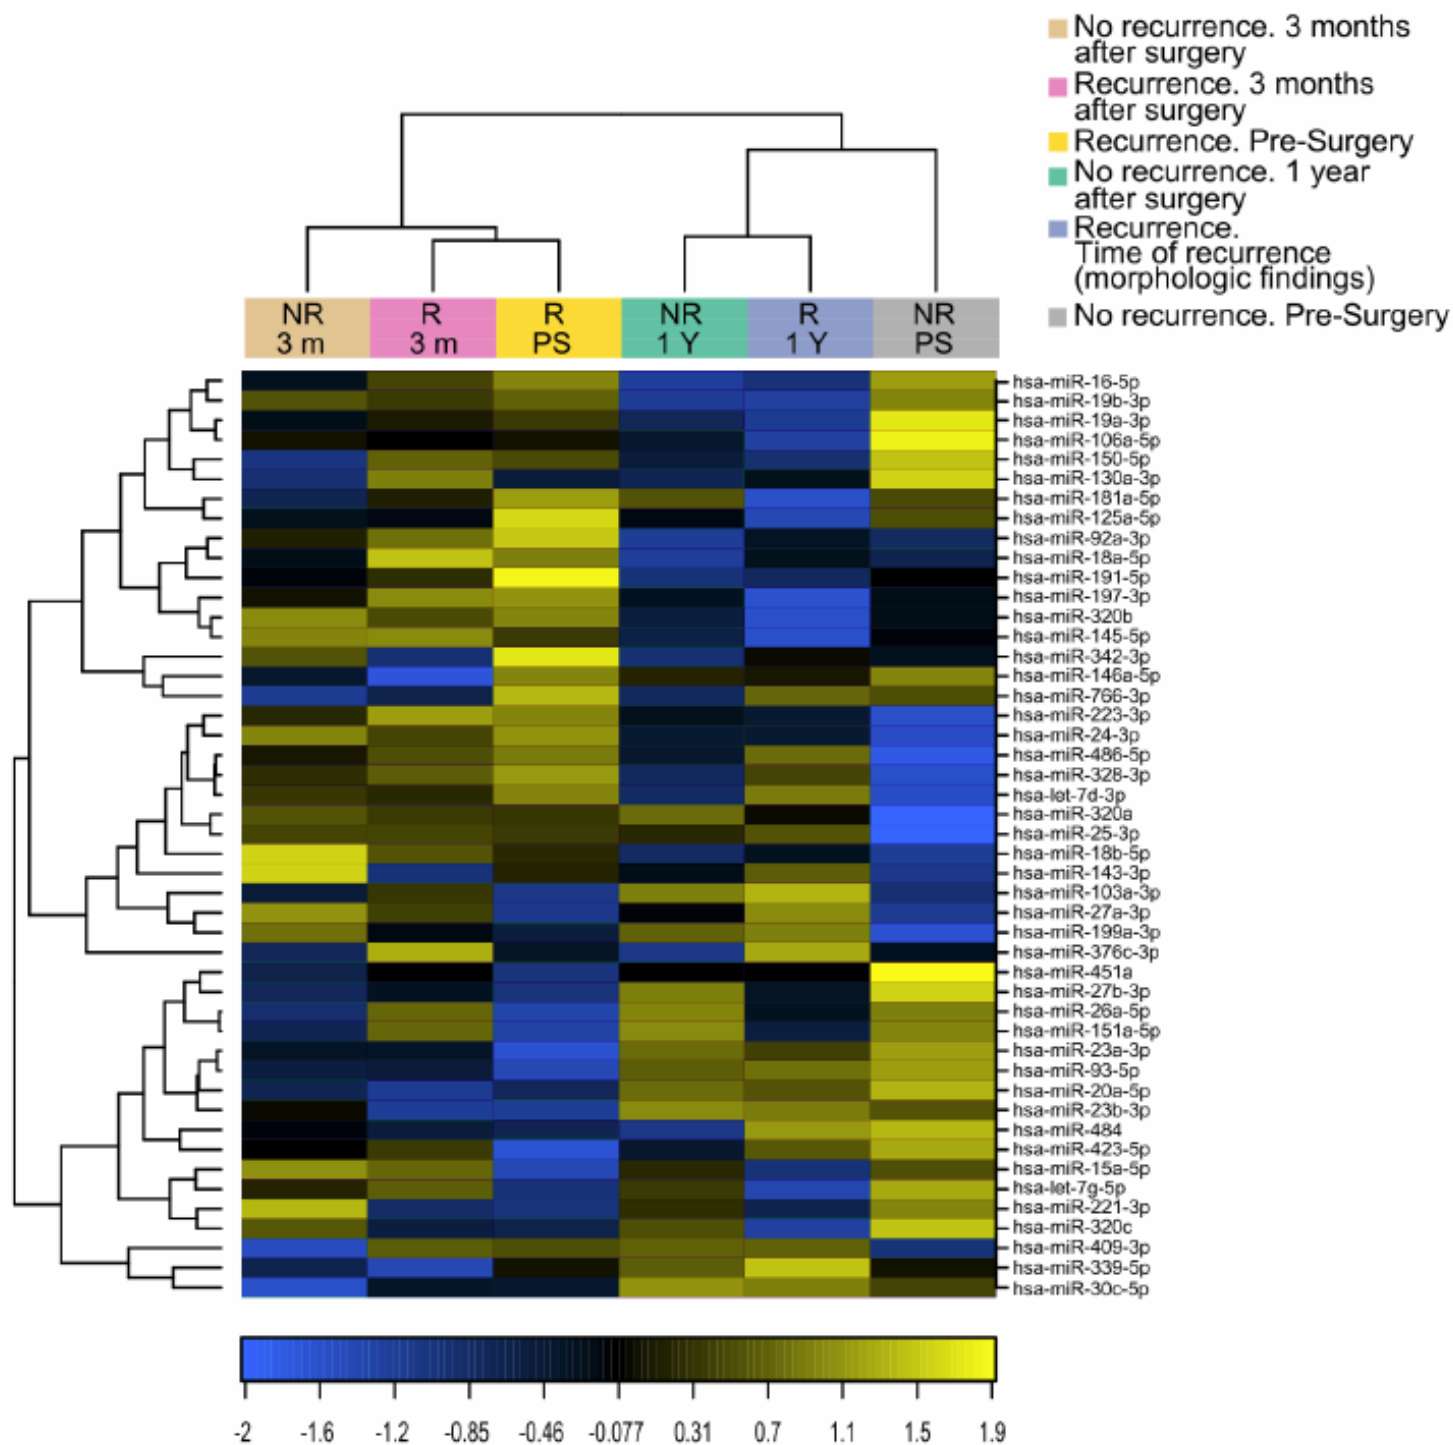 No recurrence. 3 months
after surgery
Recurrence. 3 months
after surgery
Recurrence. Pre-Surgery
No recurrence. 1 year
after surgery
Recurrence.
Time of recurrence
(morphologic findings)
No recurrence. Pre-Surgery
NR R R NR R NR
3 m 3 m PS 1 Y 1 Y PS
hsa-miR-16-5p
hsa-miR-19b-3p
hsa-miR-19a-3p
hsa-miR-106a-5p
hsa-miR-150-5p
hsa-miR-130a-3p
hsa-miR-181a-5p
hsa-miR-125a-5p
hsa-miR-92a-3p
hsa-miR-18a-5p
hsa-miR-191-5p
hsa-miR-197-3p
hsa-miR-320b
hsa-miR-145-5p
hsa-miR-342-3p
hsa-miR-146a-5p
hsa-miR-766-3p
hsa-miR-223-3p
hsa-miR-24-3p
hsa-miR-486-5p
hsa-miR-328-3p
hsa-let-7d-3p
hsa-miR-320a
hsa-miR-25-3p
hsa-miR-18b-5p
hsa-miR-143-3p
hsa-miR-103a-3p
hsa-miR-27a-3p
hsa-miR-199a-3p
hsa-miR-376c-3p
hsa-miR-451a
hsa-miR-27b-3p
hsa-miR-26a-5p
hsa-miR-151a-5p
hsa-miR-23a-3p
hsa-miR-93-5p
hsa-miR-20a-5p
hsa-miR-23b-3p
hsa-miR-484
hsa-miR-423-5p
hsa-miR-15a-5p
hsa-let-7g-5p
hsa-miR-221-3p
hsa-miR-320c
hsa-miR-409-3p
hsa-miR-339-5p
hsa-miR-30c-5p
-2 -1.6 -1.2 -0.85 -0.46 -0.077 0.31 0.7 1.1 1.5 1.9